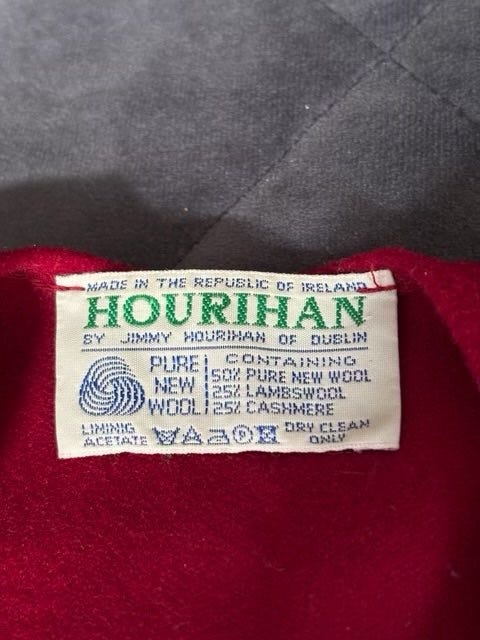 MADE IN THE REPUBLIC OF IRELAND
HOURIHAN
BY JIMMY HOURIHAN OF DUBLIN
PURE
NEW
WOOL
CONTAINING
50% PURE NEW WOOL
25% LAMBSWOOL
25% CASHMERE
LIMINIG
ACETATE
P
DRY CLEAN
ONLY